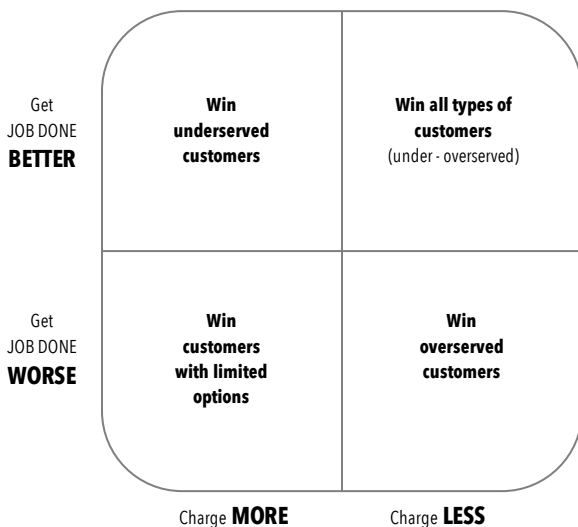 Get
JOB DONE
BETTER
Win
underserved
customers
Win all types of
customers
(under - overserved)
Get
JOB DONE
WORSE
Win
customers
with limited
options
Win
overserved
customers
Charge MORE
Charge LESS